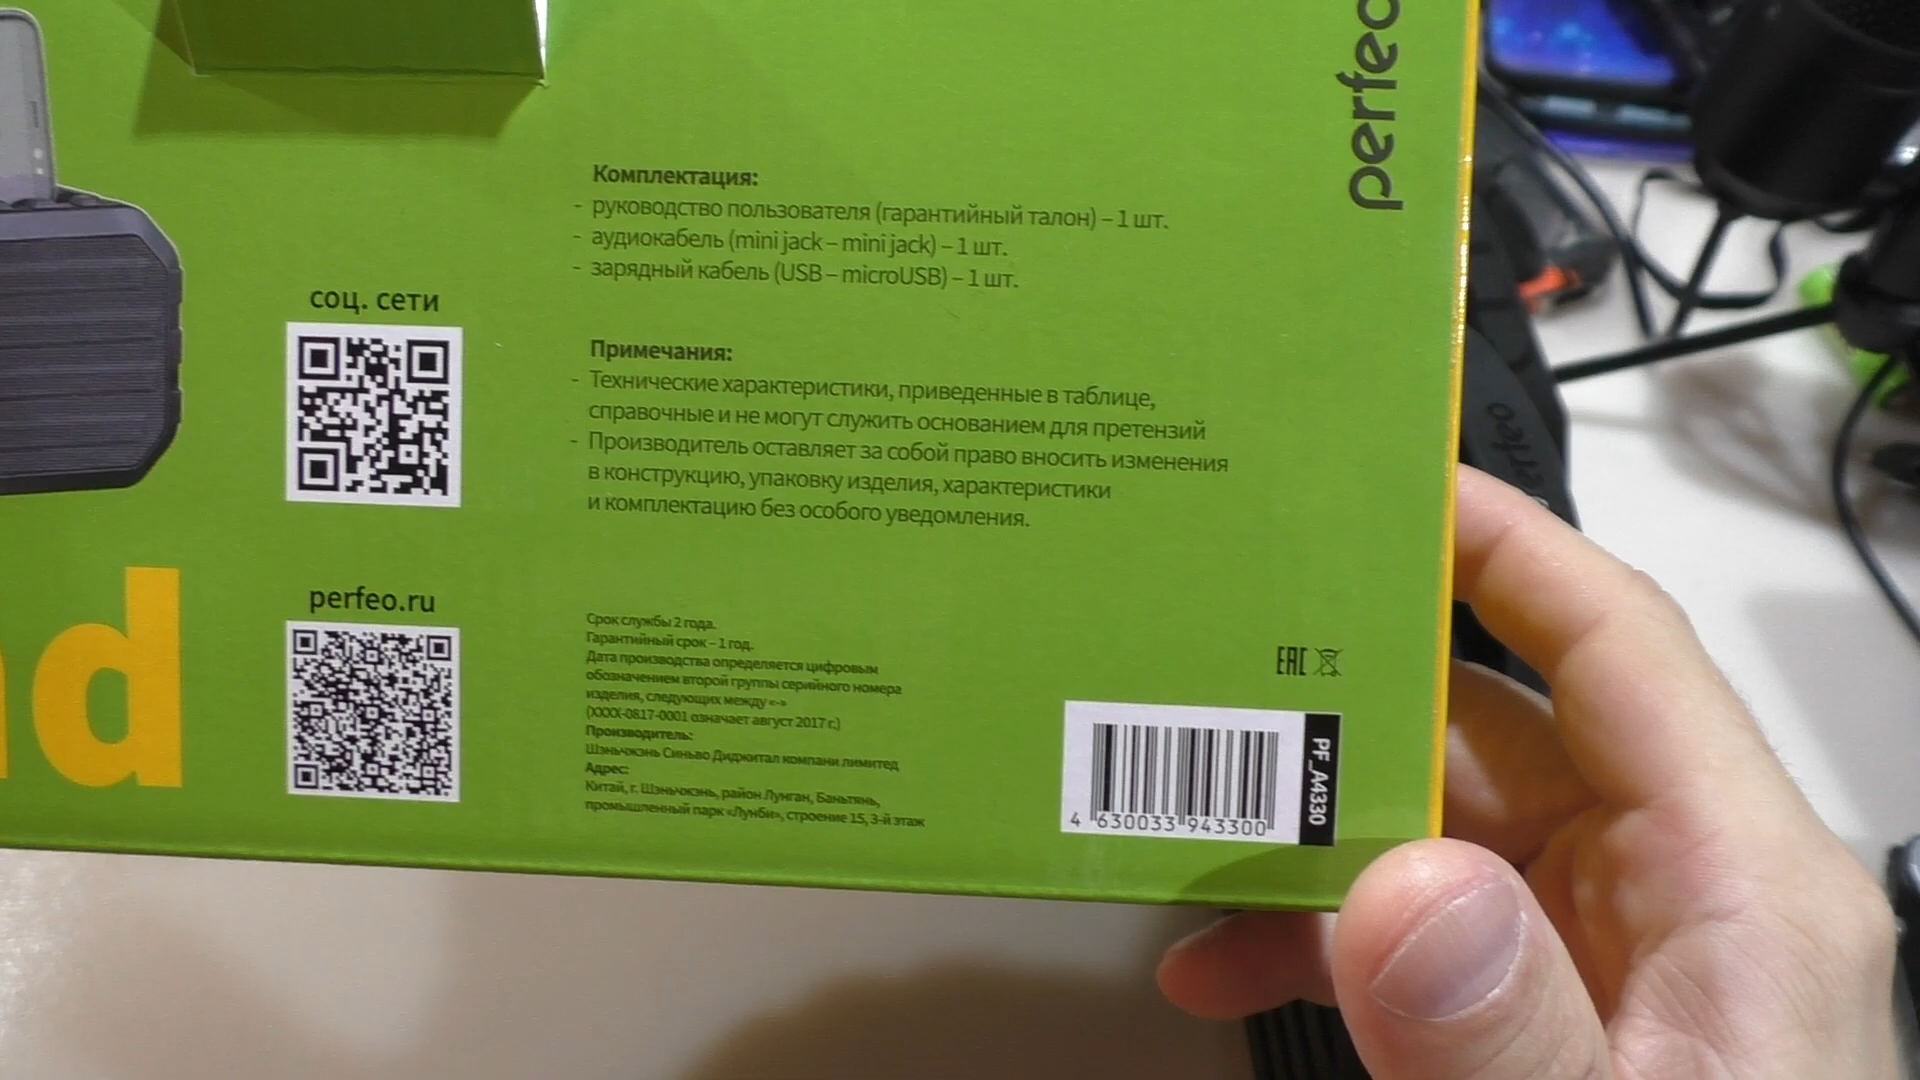 perfeo
Комплектация:
- руководство пользователя (гарантийный талон) – 1 шт.
- аудиокабель (mini jack – mini jack) – 1 шт.
- зарядный кабель (USB – microUSB) – 1 шт.
соц. сети
Примечания:
- Технические характеристики, приведенные в таблице,
справочные и не могут служить основанием для претензий
- Производитель оставляет за собой право вносить изменения
в конструкцию, упаковку изделия, характеристики
и комплектацию без особого уведомления.
perfeo.ru
Срок службы 2 года.
Гарантийный срок – 1 год.
Дата производства определяется цифровым
обозначением второй группы серийного номера
изделия, следующих между «-»
(XXXX-0817-0001 означает август 2017 г.)
Производитель:
Шэньчжэнь Синьбао Диджитал компани лимитед
Адрес:
Китай, г. Шэньчжэнь, район Лунган, Баньтянь,
промышленный парк «Лунби», строение 15, 3-й этаж
EAC
4 630033 943300
PF_A4330
d
perfeo